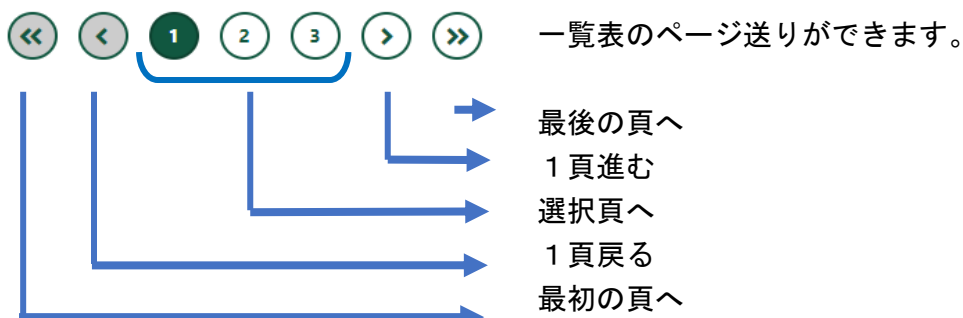 « < 1 2 3 > » 一覧表のページ送りができます。
最後の頁へ
１頁進む
選択頁へ
１頁戻る
最初の頁へ